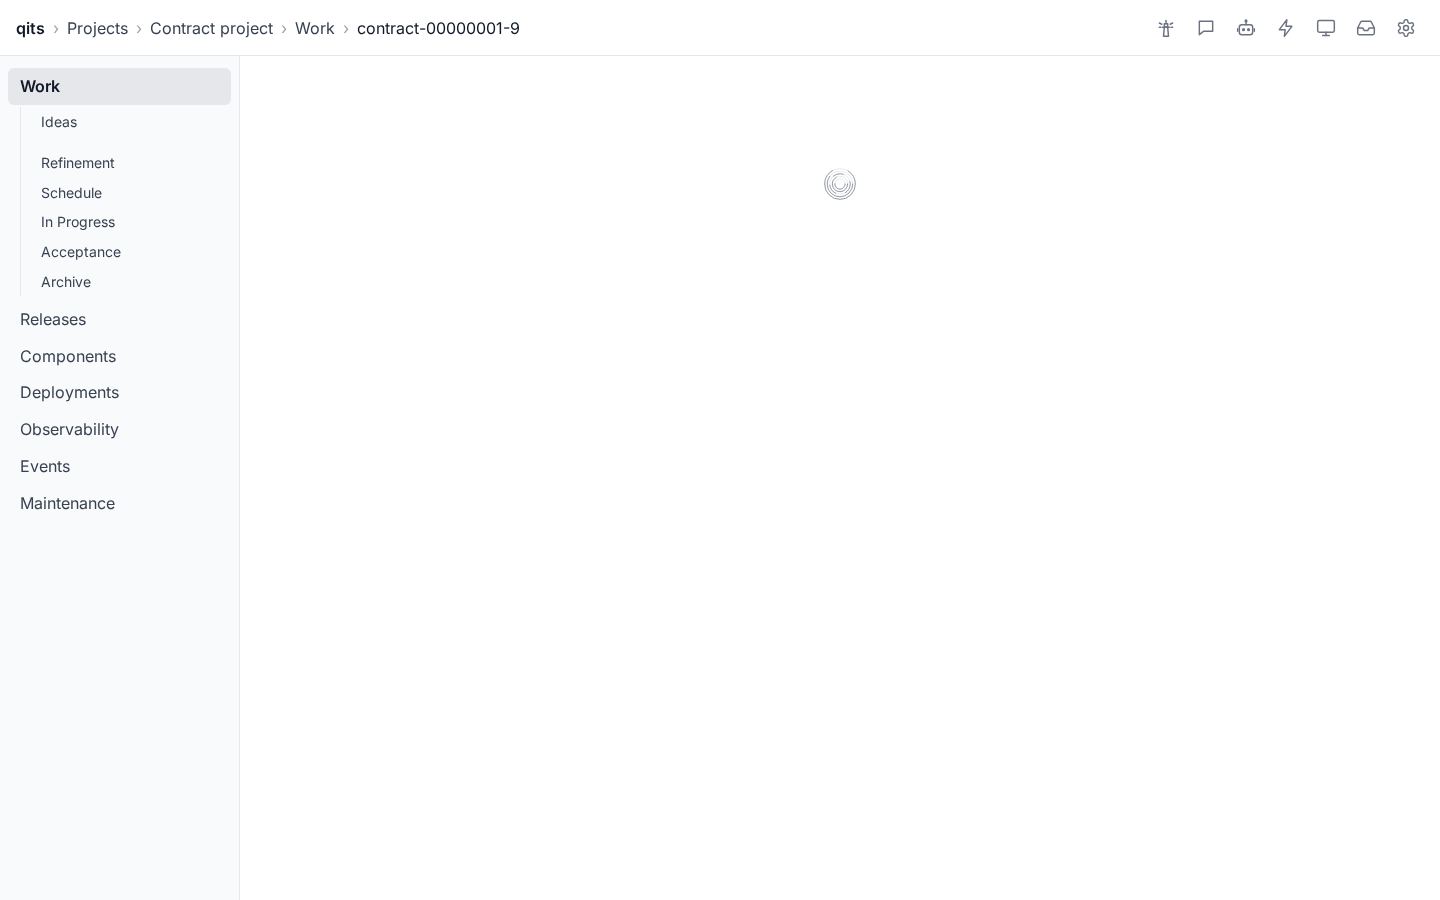 qits › Projects › Contract project › Work › contract-00000001-9
Work
Ideas
Refinement
Schedule
In Progress
Acceptance
Archive
Releases
Components
Deployments
Observability
Events
Maintenance